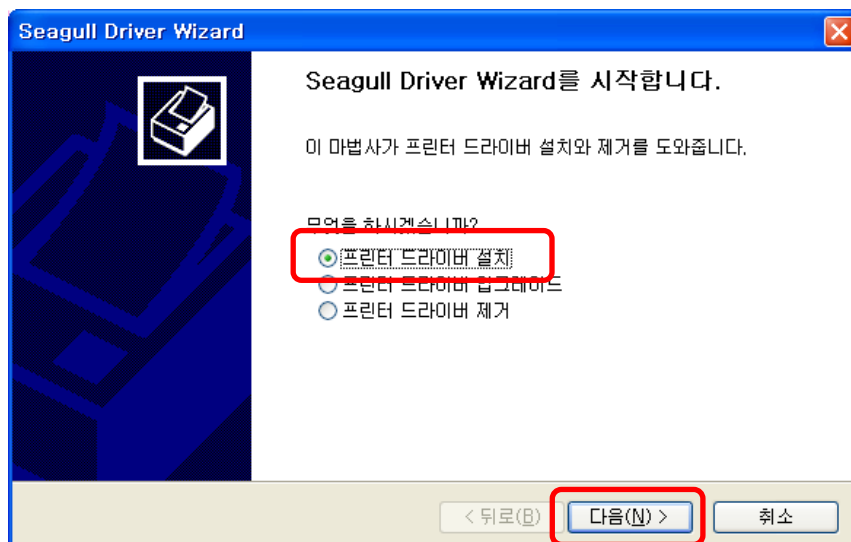 Seagull Driver Wizard
Seagull Driver Wizard를 시작합니다.
이 마법사가 프린터 드라이버 설치와 제거를 도와줍니다.
무엇을 하시겠습니까?
프린터 드라이버 설치
프린터 드라이버 업그레이드
프린터 드라이버 제거
< 뒤로(B) 다음(N) > 취소